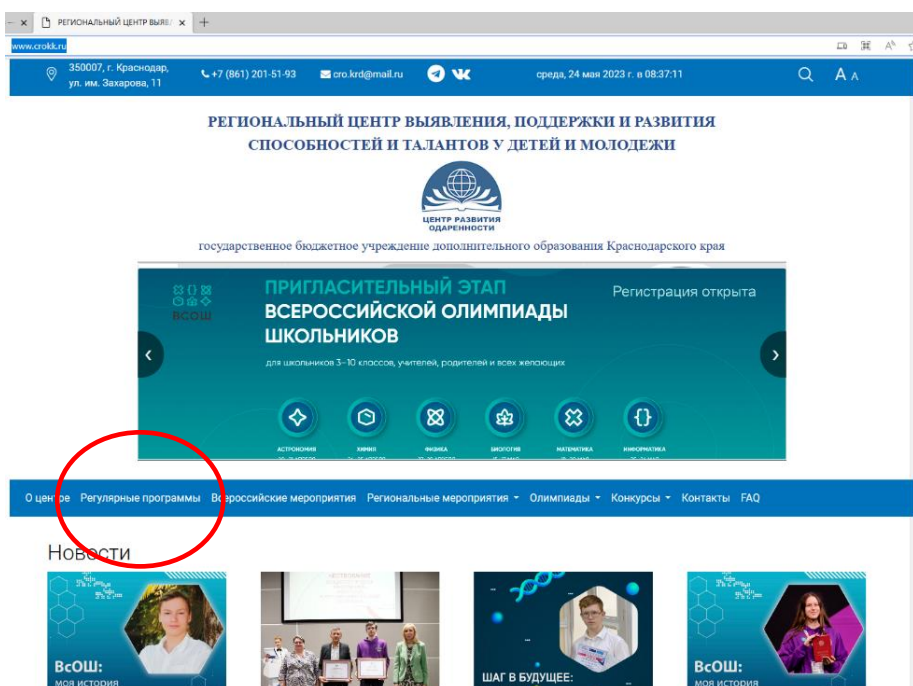 РЕГИОНАЛЬНЫЙ ЦЕНТР ВЫЯВ
www.crokk.ru
350007, г. Краснодар,
ул. им. Захарова, 11
+7 (861) 201-51-93
cro.krd@mail.ru
среда, 24 мая 2023 г. в 08:37:11
A A
РЕГИОНАЛЬНЫЙ ЦЕНТР ВЫЯВЛЕНИЯ, ПОДДЕРЖКИ И РАЗВИТИЯ
СПОСОБНОСТЕЙ И ТАЛАНТОВ У ДЕТЕЙ И МОЛОДЕЖИ
ЦЕНТР РАЗВИТИЯ
ОДАРЕННОСТИ
государственное бюджетное учреждение дополнительного образования Краснодарского края
ВСОШ
ПРИГЛАСИТЕЛЬНЫЙ ЭТАП
ВСЕРОССИЙСКОЙ ОЛИМПИАДЫ
ШКОЛЬНИКОВ
Регистрация открыта
для школьников 3–10 классов, учителей, родителей и всех желающих
АСТРОНОМИЯ ХИМИЯ ФИЗИКА БИОЛОГИЯ МАТЕМАТИКА ИНФОРМАТИКА
О центре Регулярные программы Всероссийские мероприятия Региональные мероприятия Олимпиады Конкурсы Контакты FAQ
Новости
ВсОШ:
моя история
ШАГ В БУДУЩЕЕ:
ВсОШ:
моя история